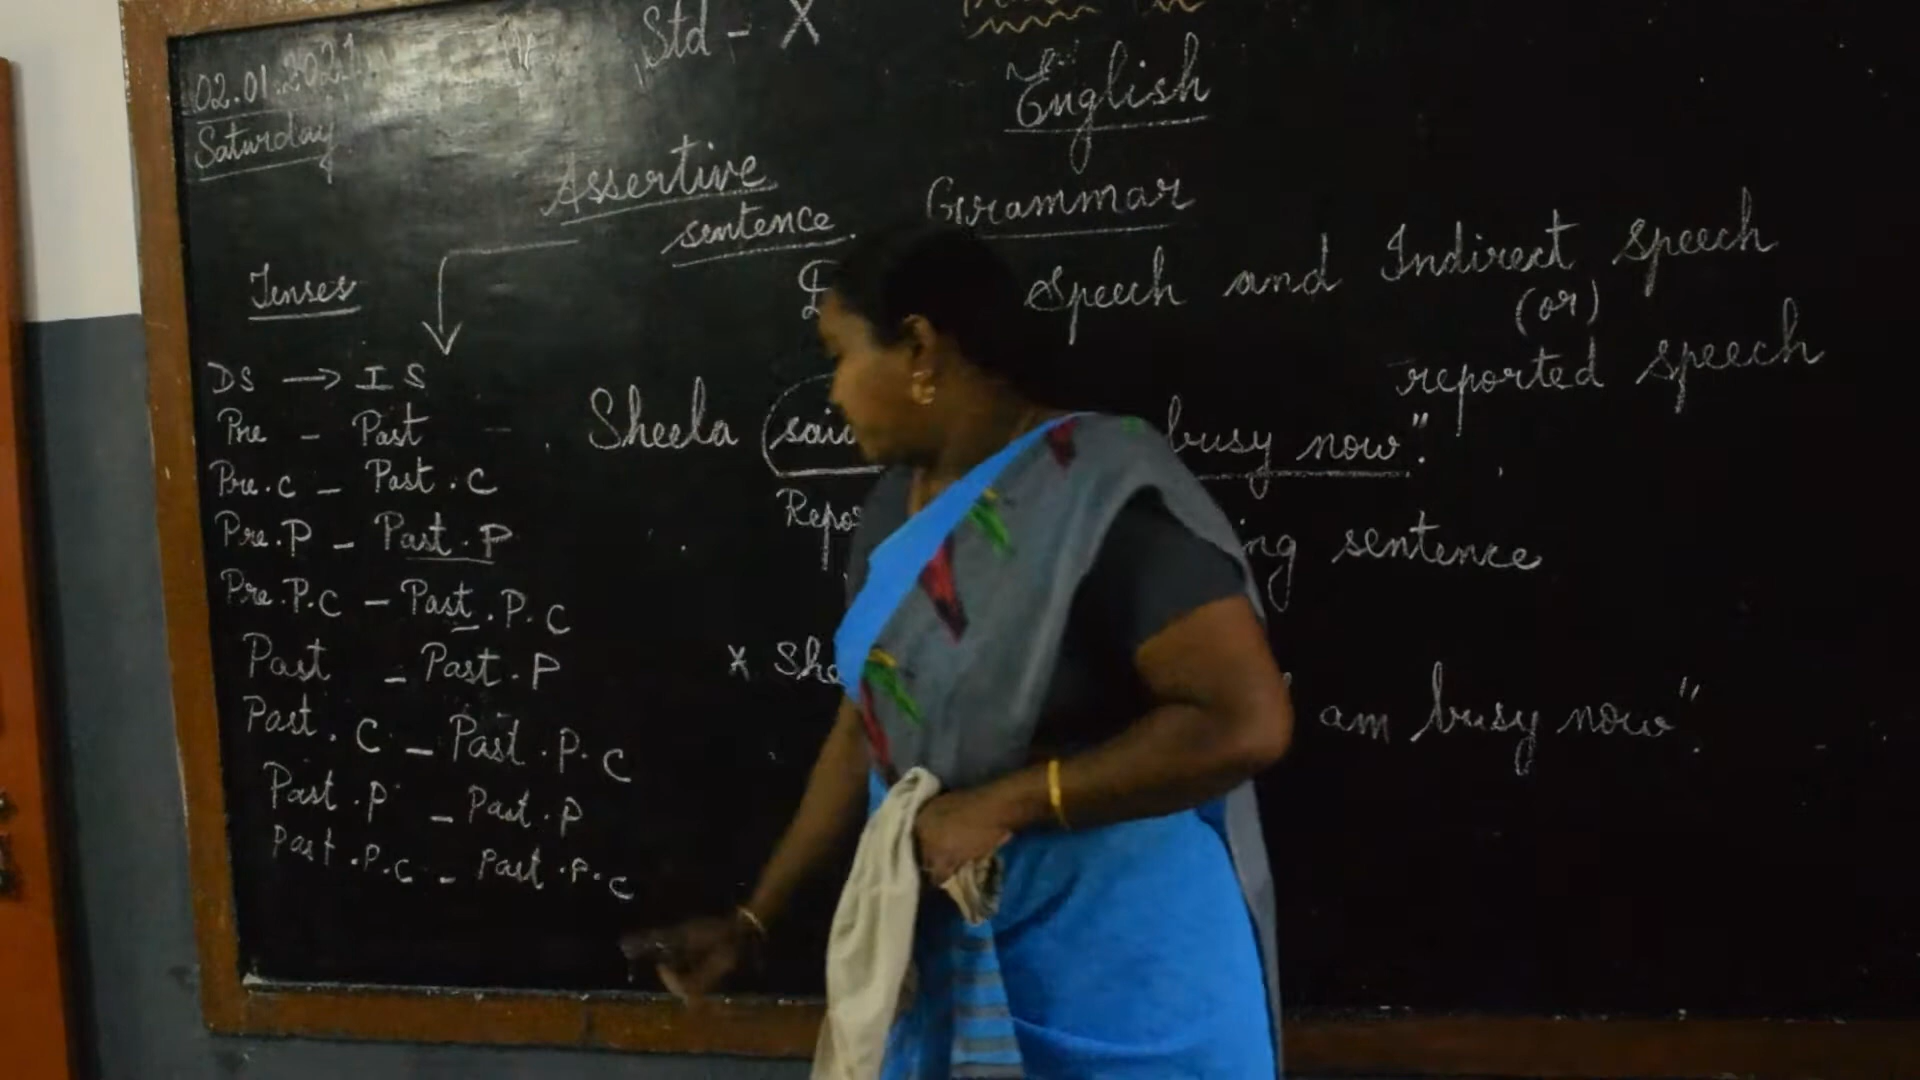 02.01.2021
Saturday
Std - X
English
Assertive
sentence.
Grammar
Speech and Indirect speech
(or)
reported speech
Tenses
DS → IS
Pre - Past
Pre.C - Past.C
Pre.P - Past.P
Pre.P.C - Past.P.C
Past - Past.P
Past.C - Past.P.C
Past.P - Past.P
Past.P.C - Past.P.C
Sheela said busy now".
sentence
* am busy now".